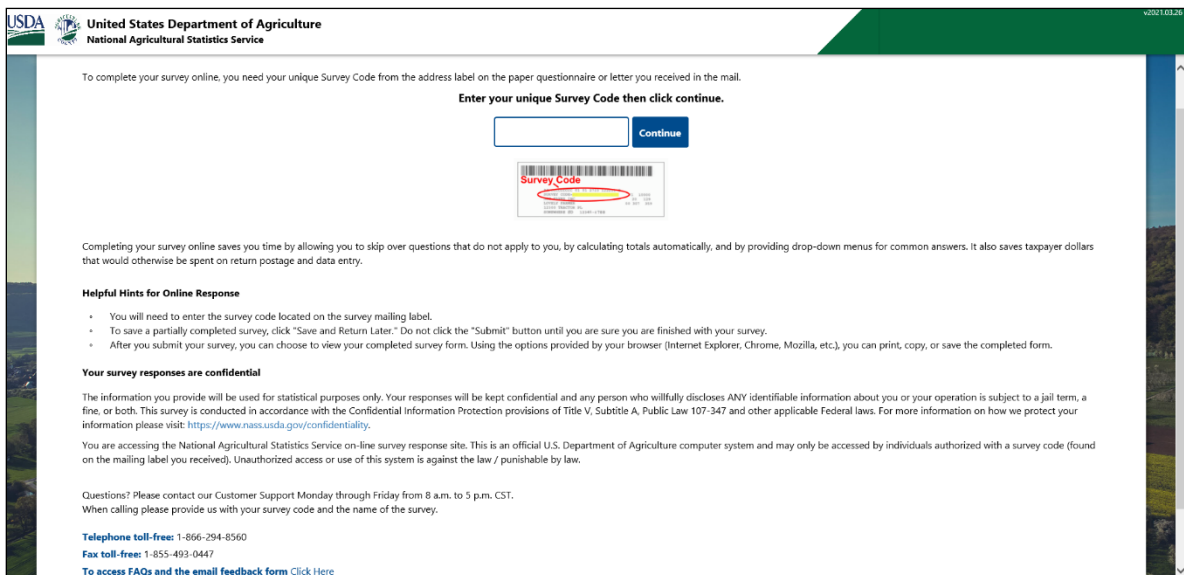 v2021.03.26
USDA
United States Department of Agriculture
National Agricultural Statistics Service
To complete your survey online, you need your unique Survey Code from the address label on the paper questionnaire or letter you received in the mail.
Enter your unique Survey Code then click continue.
Continue
Survey Code
Completing your survey online saves you time by allowing you to skip over questions that do not apply to you, by calculating totals automatically, and by providing drop-down menus for common answers. It also saves taxpayer dollars
that would otherwise be spent on return postage and data entry.
Helpful Hints for Online Response
◦ You will need to enter the survey code located on the survey mailing label.
◦ To save a partially completed survey, click "Save and Return Later." Do not click the "Submit" button until you are sure you are finished with your survey.
◦ After you submit your survey, you can choose to view your completed survey form. Using the options provided by your browser (Internet Explorer, Chrome, Mozilla, etc.), you can print, copy, or save the completed form.
Your survey responses are confidential
The information you provide will be used for statistical purposes only. Your responses will be kept confidential and any person who willfully discloses ANY identifiable information about you or your operation is subject to a jail term, a
fine, or both. This survey is conducted in accordance with the Confidential Information Protection provisions of Title V, Subtitle A, Public Law 107-347 and other applicable Federal laws. For more information on how we protect your
information please visit: https://www.nass.usda.gov/confidentiality.
You are accessing the National Agricultural Statistics Service on-line survey response site. This is an official U.S. Department of Agriculture computer system and may only be accessed by individuals authorized with a survey code (found
on the mailing label you received). Unauthorized access or use of this system is against the law / punishable by law.
Questions? Please contact our Customer Support Monday through Friday from 8 a.m. to 5 p.m. CST.
When calling please provide us with your survey code and the name of the survey.
Telephone toll-free: 1-866-294-8560
Fax toll-free: 1-855-493-0447
To access FAQs and the email feedback form Click Here